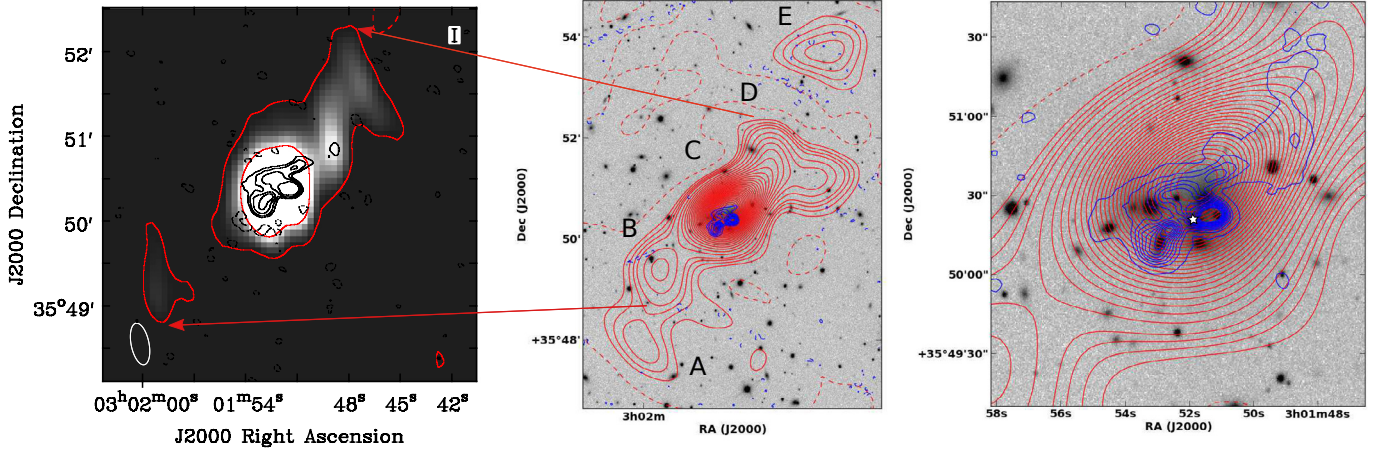 I
52'
51'
50'
35°49'
J2000 Declination
03h02m00s 01m54s 48s 45s 42s
J2000 Right Ascension
E
D
C
B
A
54'
52'
50'
+35°48'
Dec (J2000)
3h02m
RA (J2000)
30"
51'00"
30"
50'00"
+35°49'30"
Dec (J2000)
58s 56s 54s 52s 50s 3h01m48s
RA (J2000)